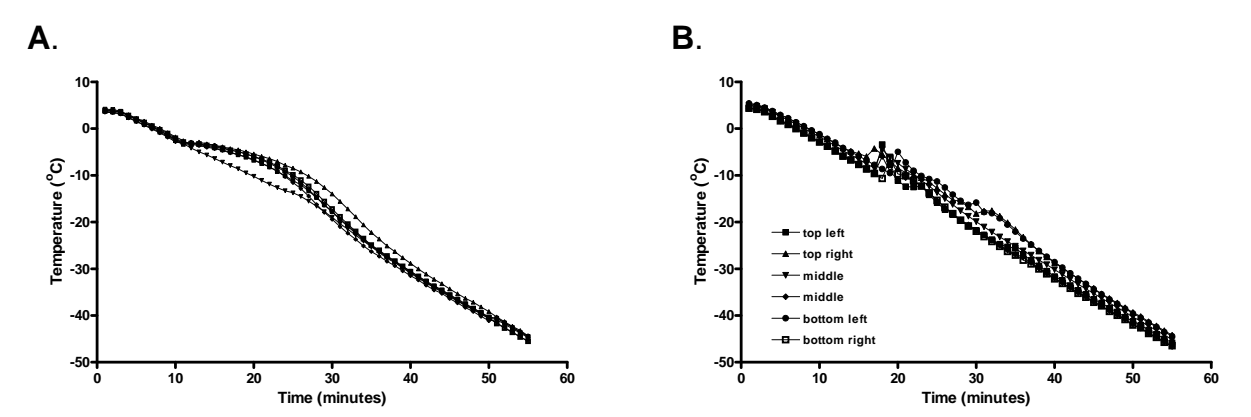 A.
B.
10
0
-10
-20
-30
-40
-50
Temperature (°C)
0 10 20 30 40 50 60
Time (minutes)
10
0
-10
-20
-30
-40
-50
Temperature (°C)
top left
top right
middle
middle
bottom left
bottom right
0 10 20 30 40 50 60
Time (minutes)